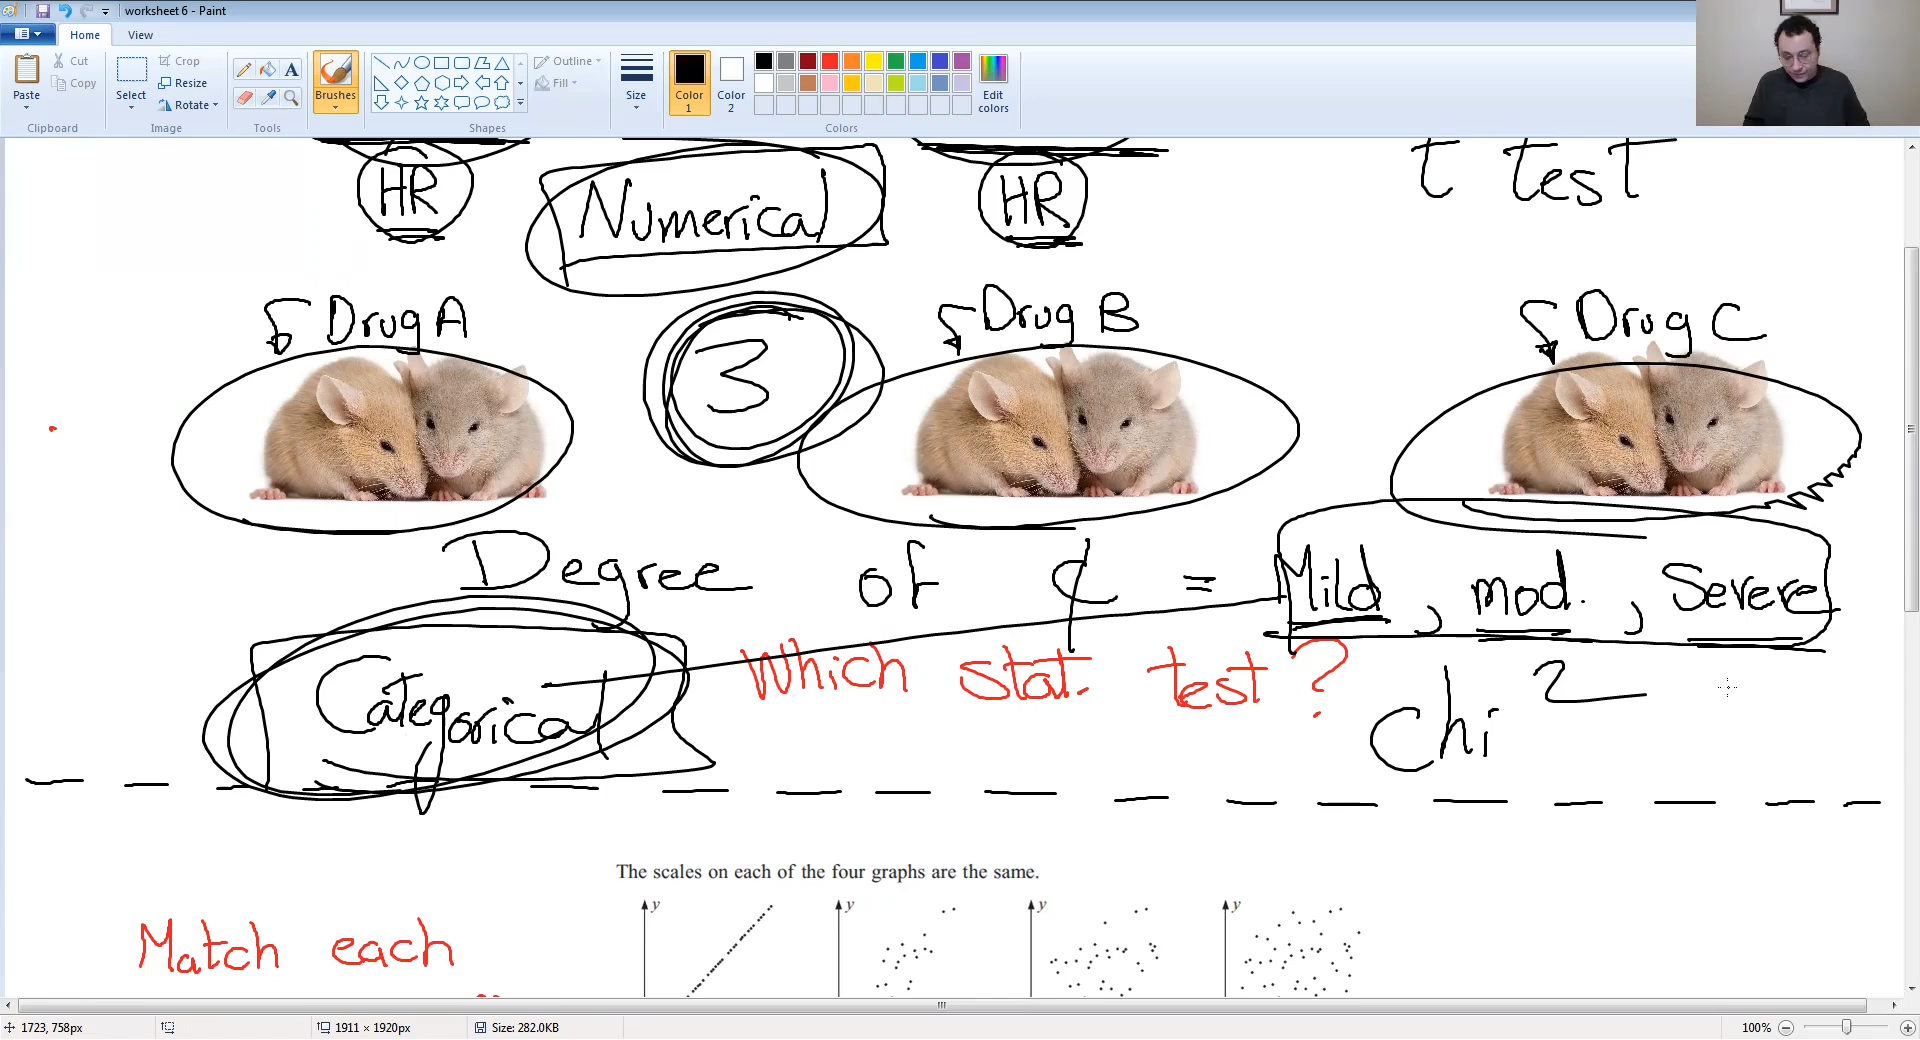 worksheet 6 - Paint
Home View
Cut
Copy
Paste
Clipboard
Crop
Resize
Rotate
Select
Image
A
Tools
Brushes
Outline
Fill
Shapes
Size
Color 1
Color 2
Edit colors
Colors
HR Numerical HR t test
Drug A 3 Drug B Drug C
Degree of ¢ = Mild, mod., Severe
Categorical Which stat. test? Chi 2
The scales on each of the four graphs are the same.
y y y y
Match each
1723, 758px 1911 × 1920px Size: 282.0KB 100%